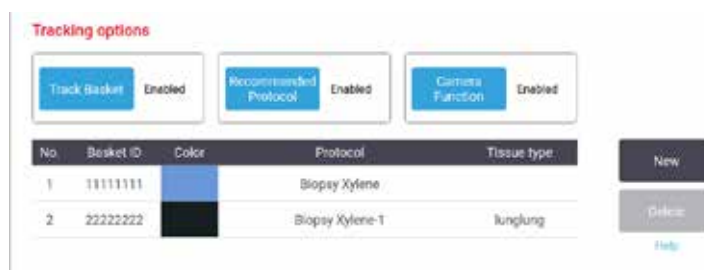 Tracking options
Track Basket Enabled
Recommended Protocol Enabled
Camera Function Enabled
No. Basket ID Color Protocol Tissue type
1 11111111 Biopsy Xylene
2 22222222 Biopsy Xylene-1 lunglung
New
Delete
Help